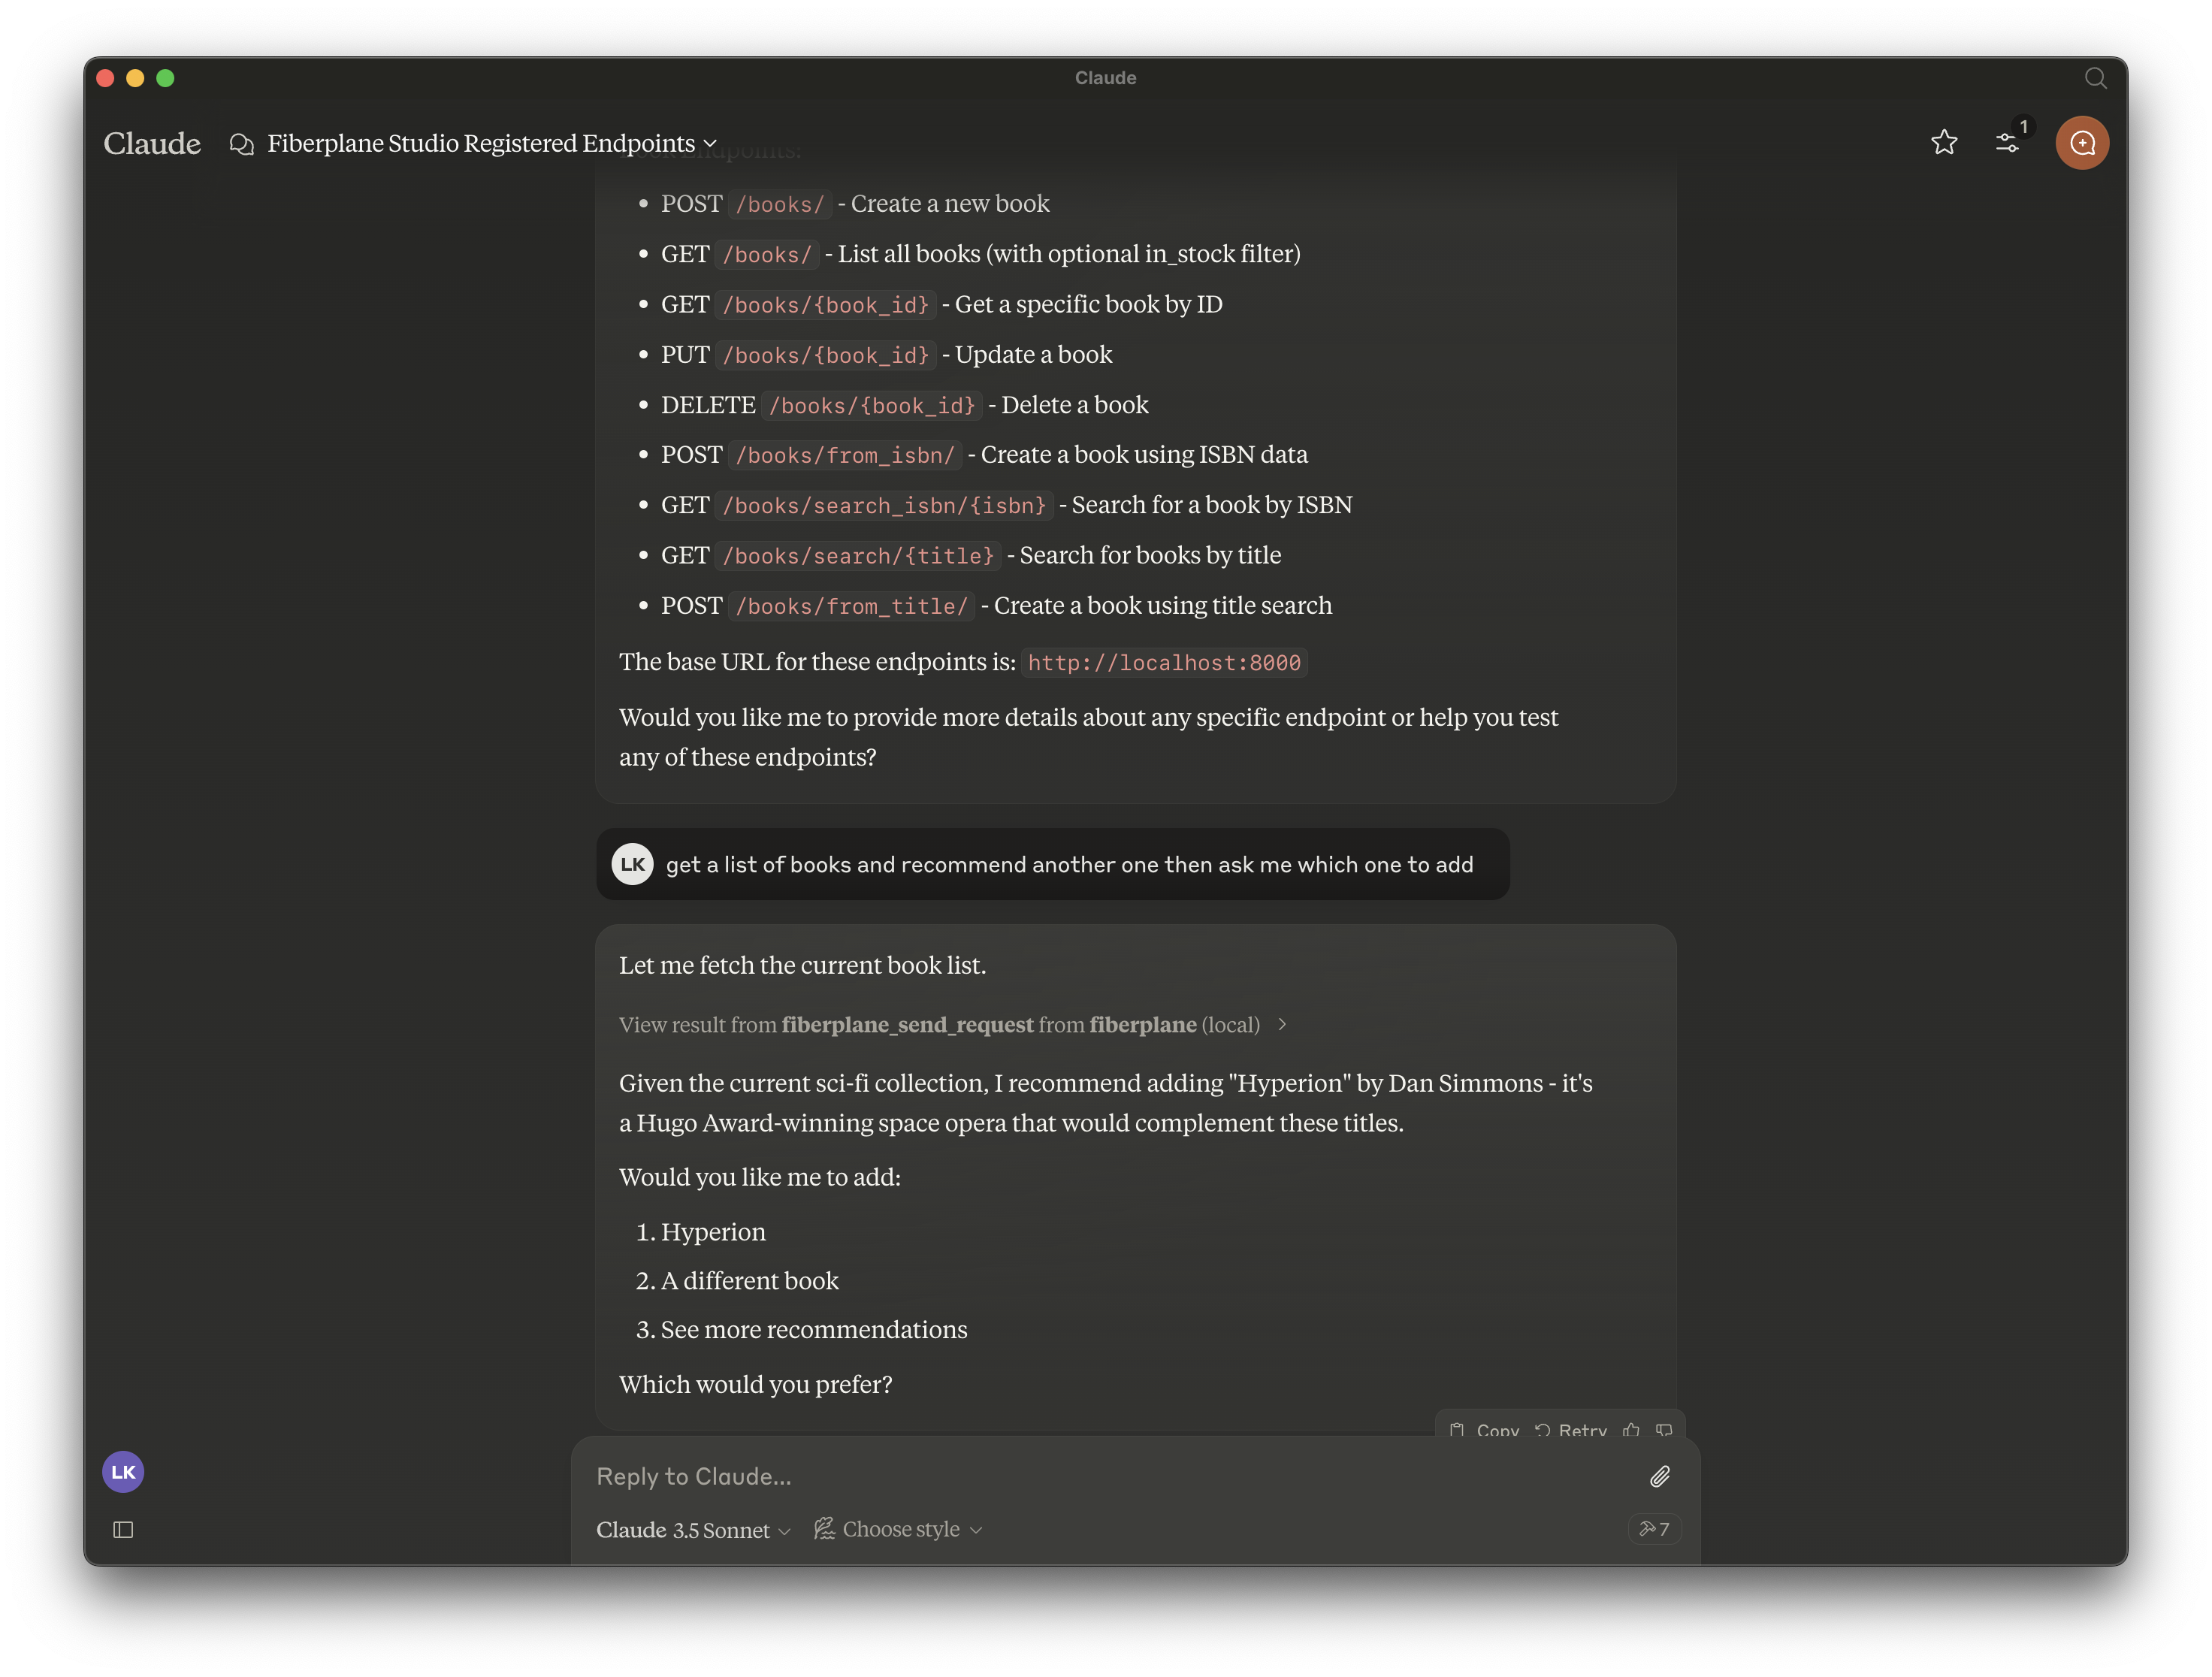 Claude
Claude
Fiberplane Studio Registered Endpoints
1
Book Endpoints:
• POST /books/ - Create a new book
• GET /books/ - List all books (with optional in_stock filter)
• GET /books/{book_id} - Get a specific book by ID
• PUT /books/{book_id} - Update a book
• DELETE /books/{book_id} - Delete a book
• POST /books/from_isbn/ - Create a book using ISBN data
• GET /books/search_isbn/{isbn} - Search for a book by ISBN
• GET /books/search/{title} - Search for books by title
• POST /books/from_title/ - Create a book using title search
The base URL for these endpoints is: http://localhost:8000
Would you like me to provide more details about any specific endpoint or help you test
any of these endpoints?
LK get a list of books and recommend another one then ask me which one to add
Let me fetch the current book list.
View result from fiberplane_send_request from fiberplane (local)
Given the current sci-fi collection, I recommend adding "Hyperion" by Dan Simmons - it's
a Hugo Award-winning space opera that would complement these titles.
Would you like me to add:
1. Hyperion
2. A different book
3. See more recommendations
Which would you prefer?
Copy Retry
LK
Reply to Claude...
Claude 3.5 Sonnet Choose style 7